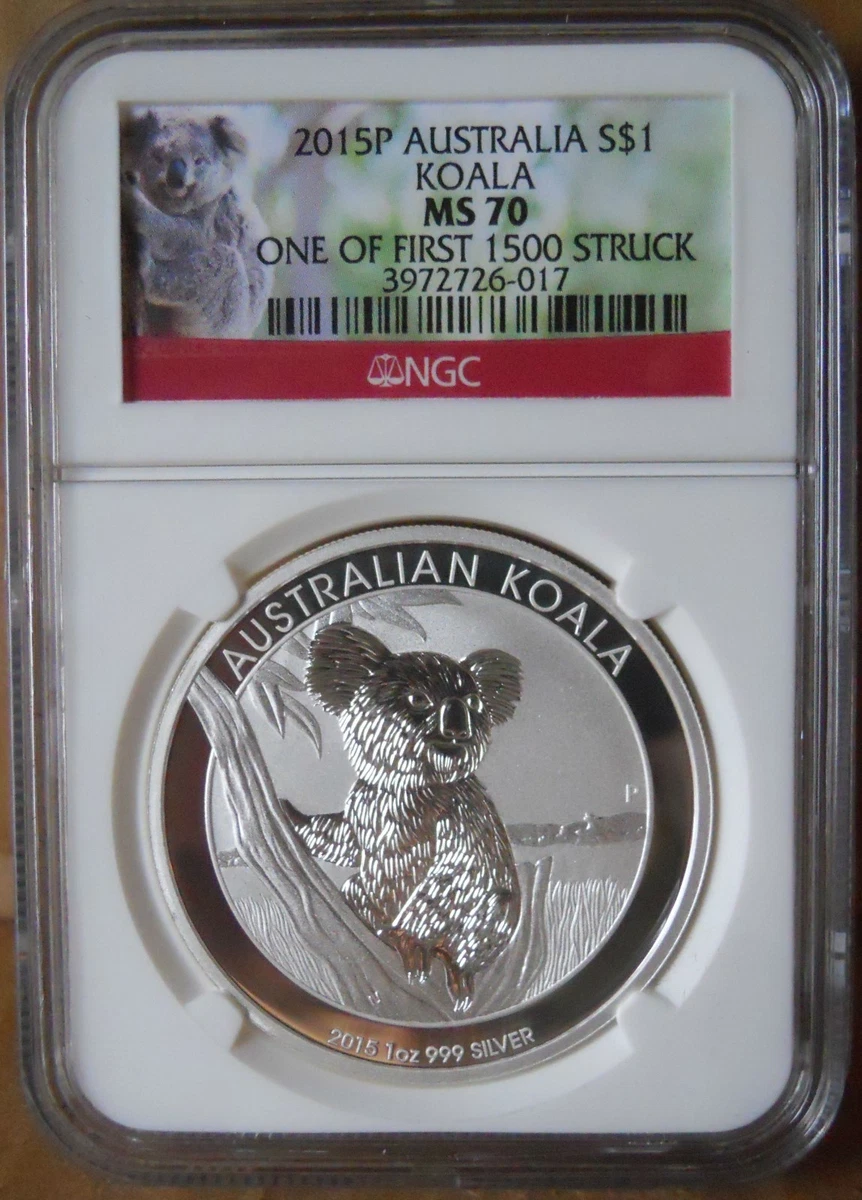 2015P AUSTRALIA S$1
KOALA
MS 70
ONE OF FIRST 1500 STRUCK
3972726-017
NGC
AUSTRALIAN KOALA
P
2015 1oz 999 SILVER